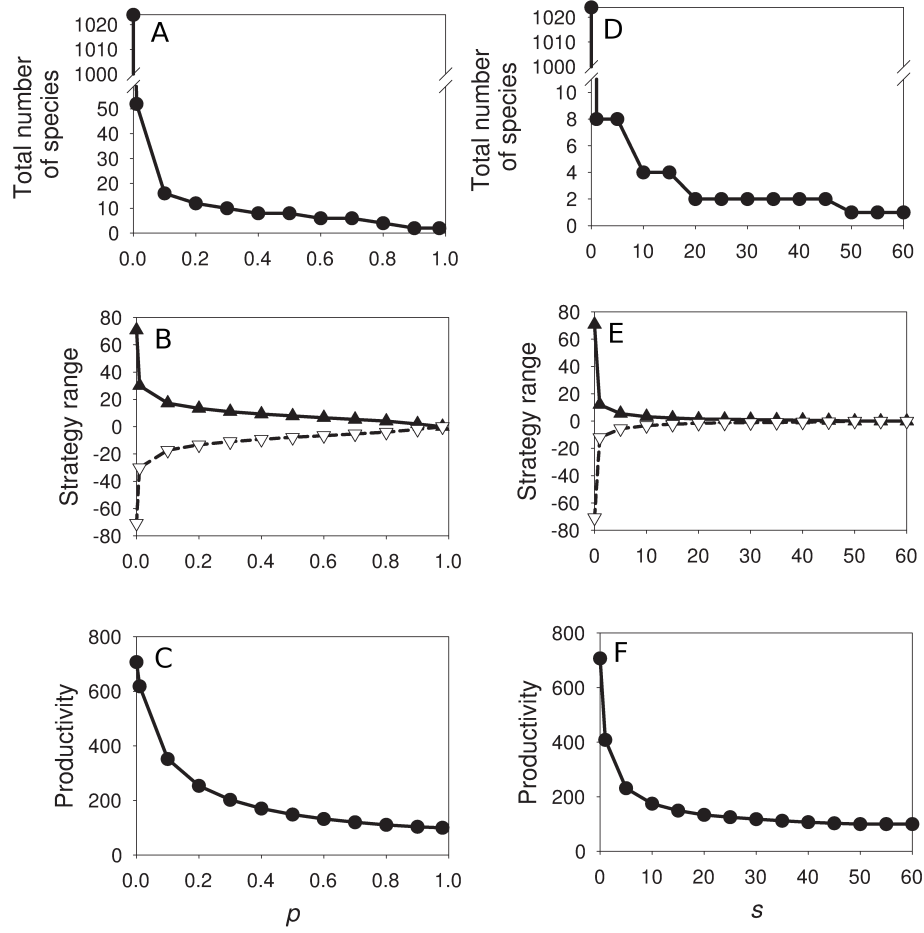 A
Total number
of species
1020
1010
1000
50
40
30
20
10
0
0.0 0.2 0.4 0.6 0.8 1.0
D
Total number
of species
1020
1010
1000
10
8
6
4
2
0
0 10 20 30 40 50 60
B
Strategy range
80
60
40
20
0
-20
-40
-60
-80
0.0 0.2 0.4 0.6 0.8 1.0
E
Strategy range
80
60
40
20
0
-20
-40
-60
-80
0 10 20 30 40 50 60
C
Productivity
800
600
400
200
0
0.0 0.2 0.4 0.6 0.8 1.0
p
F
Productivity
800
600
400
200
0
0 10 20 30 40 50 60
s